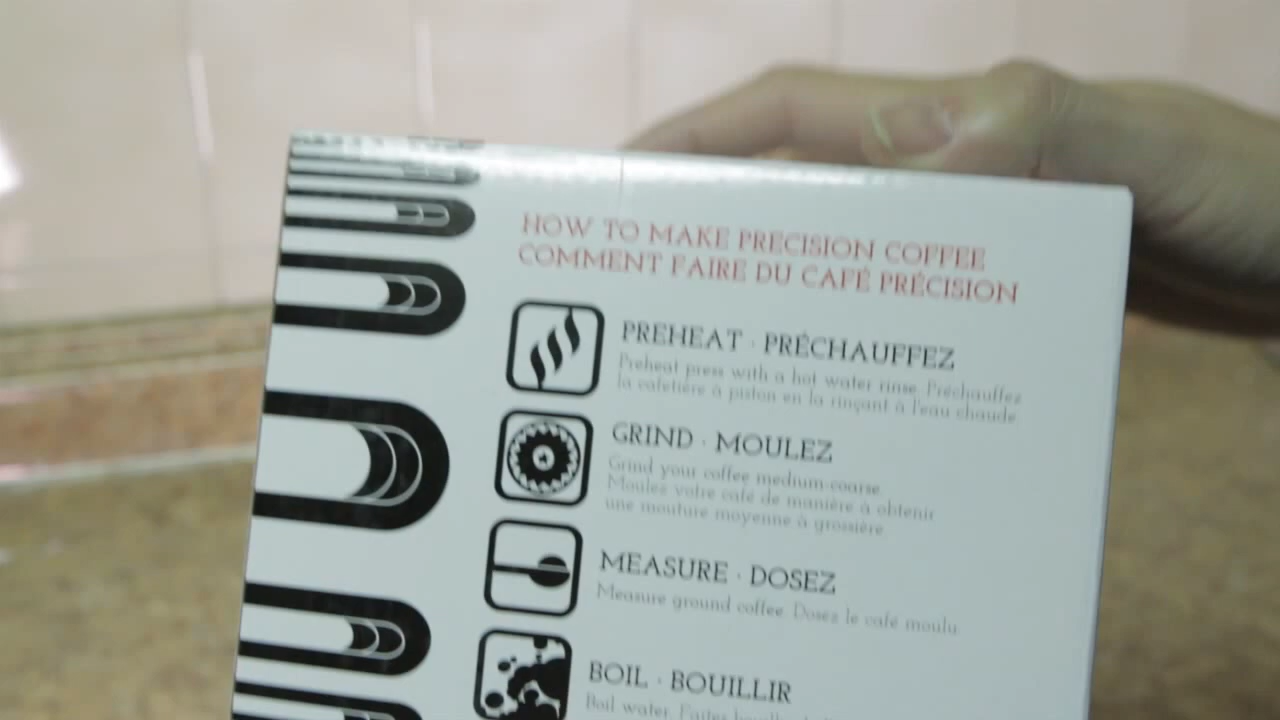 HOW TO MAKE PRECISION COFFEE
COMMENT FAIRE DU CAFÉ PRÉCISION
PREHEAT · PRÉCHAUFFEZ
Preheat press with a hot water rinse. Préchauffez
la cafetière à piston en la rinçant à l'eau chaude.
GRIND · MOULEZ
Grind your coffee medium-coarse.
Moulez votre café de manière à obtenir
une mouture moyenne à grossière.
MEASURE · DOSEZ
Measure ground coffee. Dosez le café moulu.
BOIL · BOUILLIR
Boil water. Faites